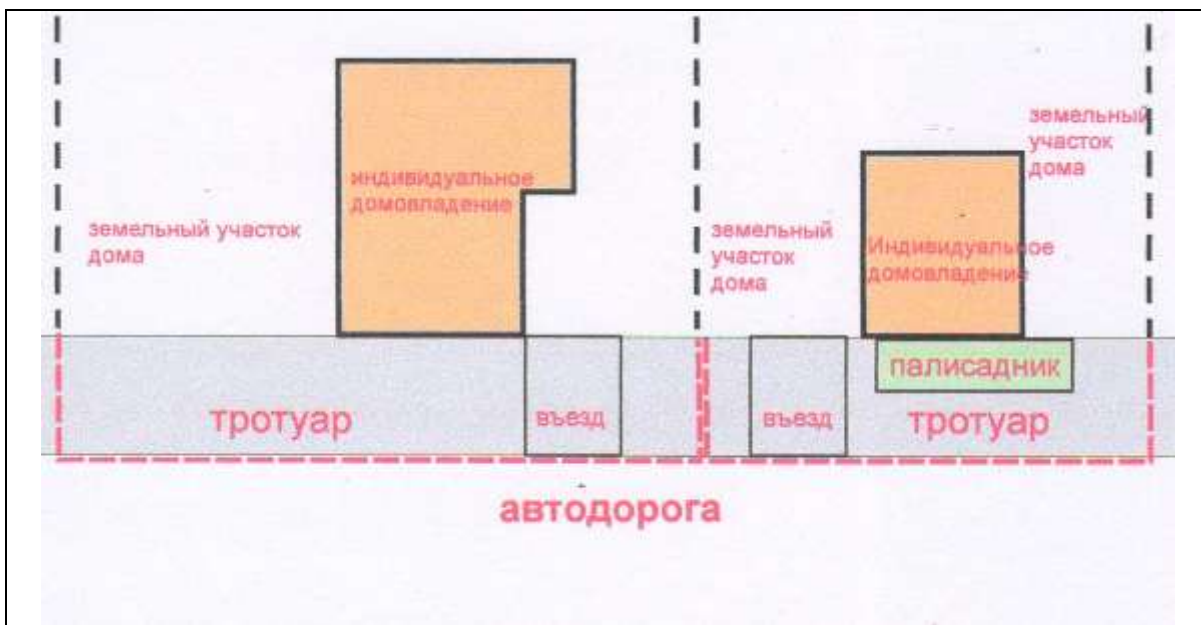 индивидуальное
домовладение
земельный участок
дома
земельный
участок
дома
земельный
участок
дома
Индивидуальное
домовладение
палисадник
тротуар
въезд
въезд
тротуар
автодорога